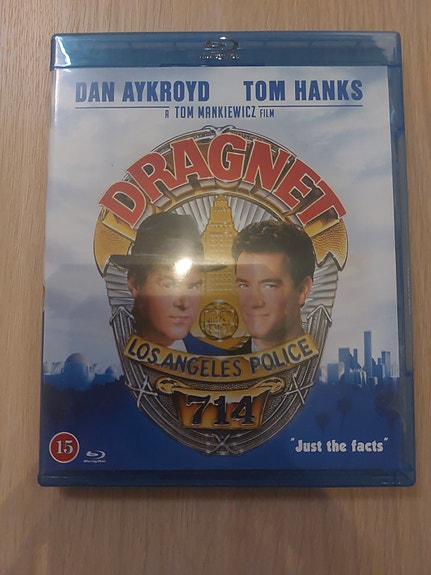 DAN AYKROYD TOM HANKS
A TOM MANKIEWICZ FILM
DRAGNET
LOS ANGELES POLICE
714
"Just the facts"
15